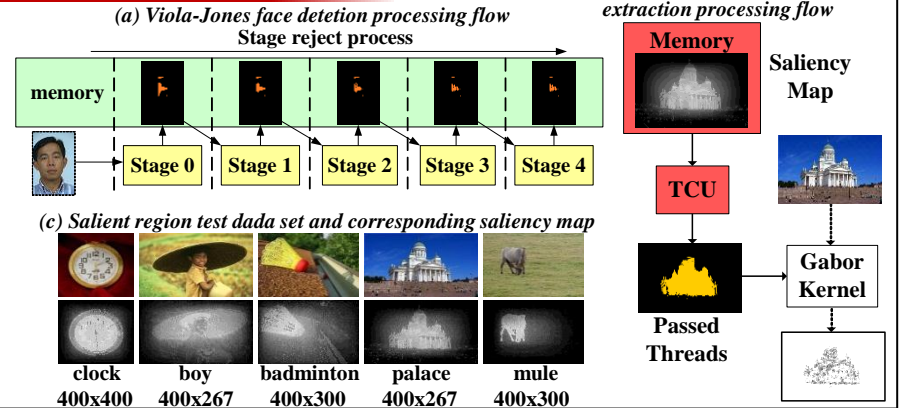 (a) Viola-Jones face detetion processing flow
Stage reject process
memory
Stage 0
Stage 1
Stage 2
Stage 3
Stage 4
extraction processing flow
Memory
Saliency
Map
TCU
Passed
Threads
Gabor
Kernel
(c) Salient region test dada set and corresponding saliency map
clock boy badminton palace mule
400x400 400x267 400x300 400x267 400x300